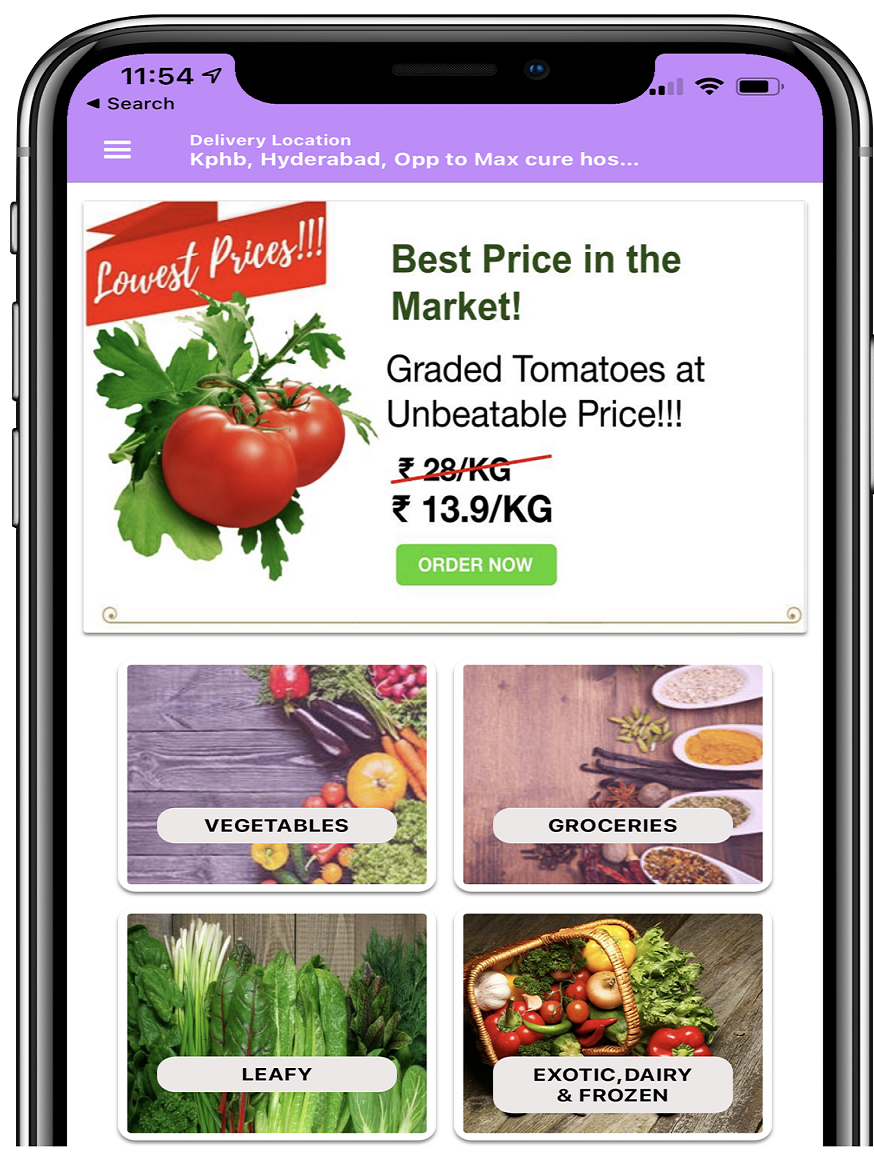 11:54
◀ Search
Delivery Location
Kphb, Hyderabad, Opp to Max cure hos...
Lowest Prices!!!
Best Price in the
Market!
Graded Tomatoes at
Unbeatable Price!!!
₹ 28/KG
₹ 13.9/KG
ORDER NOW
VEGETABLES
GROCERIES
LEAFY
EXOTIC,DAIRY
& FROZEN